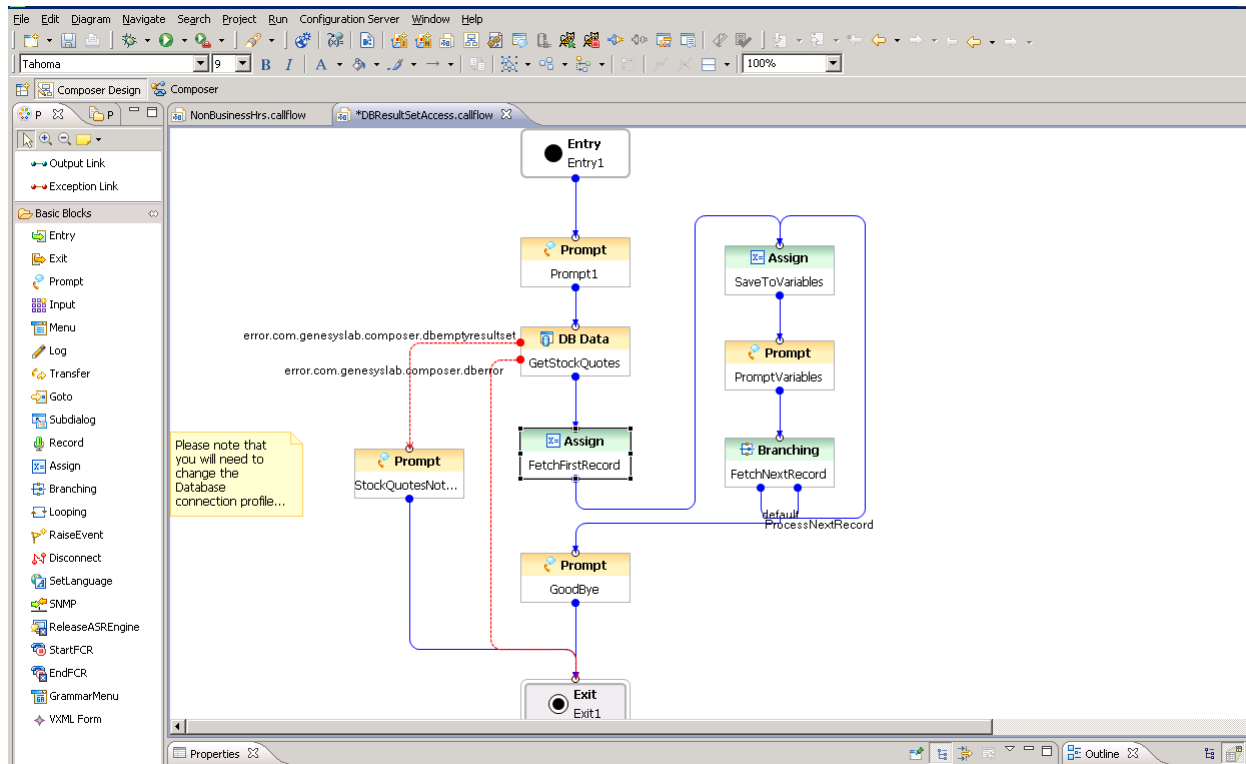 File Edit Diagram Navigate Search Project Run Configuration Server Window Help
Tahoma 9 B I A 100%
Composer Design Composer
P P NonBusinessHrs.callflow *DBResultSetAccess.callflow
Output Link
Exception Link
Basic Blocks
Entry
Exit
Prompt
Input
Menu
Log
Transfer
Goto
Subdialog
Record
Assign
Branching
Looping
RaiseEvent
Disconnect
SetLanguage
SNMP
ReleaseASREngine
StartFCR
EndFCR
GrammarMenu
VXML Form
Entry
Entry1
Prompt
Prompt1
error.com.genesyslab.composer.dbemptyresultset
error.com.genesyslab.composer.dberror
DB Data
GetStockQuotes
Assign
FetchFirstRecord
Assign
SaveToVariables
Prompt
PromptVariables
Branching
FetchNextRecord
default
ProcessNextRecord
Please note that
you will need to
change the
Database
connection profile...
Prompt
StockQuotesNot...
Prompt
GoodBye
Exit
Exit1
Properties Outline